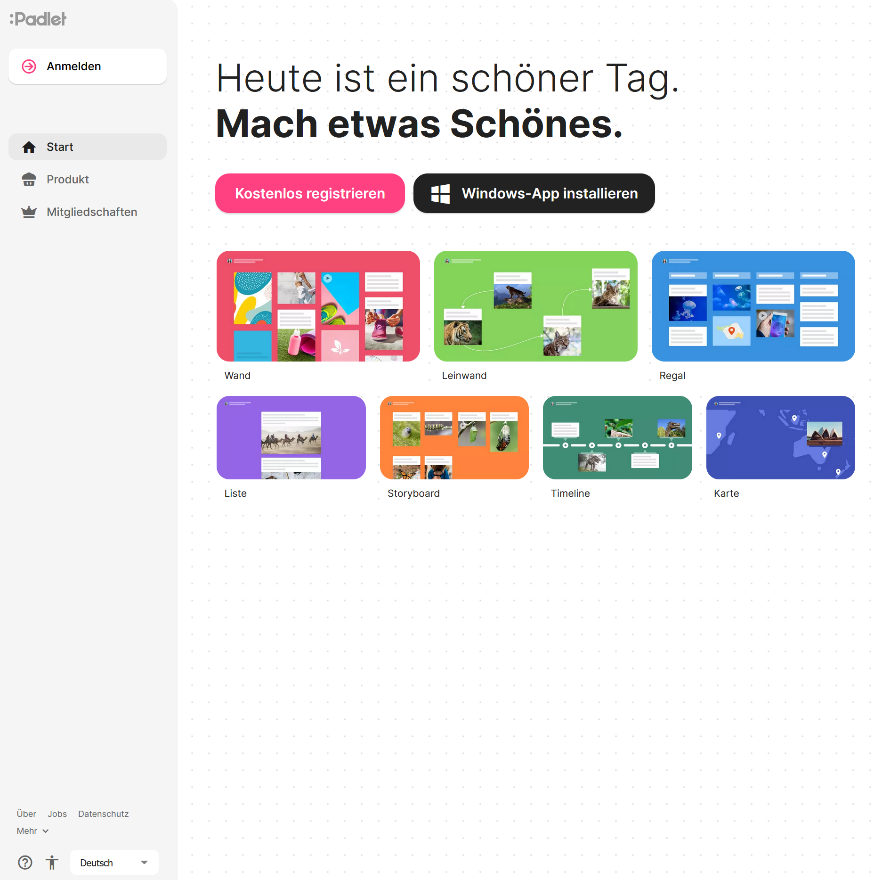 :Padlet
Anmelden
Start
Produkt
Mitgliedschaften
Heute ist ein schöner Tag.
Mach etwas Schönes.
Kostenlos registrieren
Windows-App installieren
Wand
Leinwand
Regal
Liste
Storyboard
Timeline
Karte
Über Jobs Datenschutz
Mehr
Deutsch